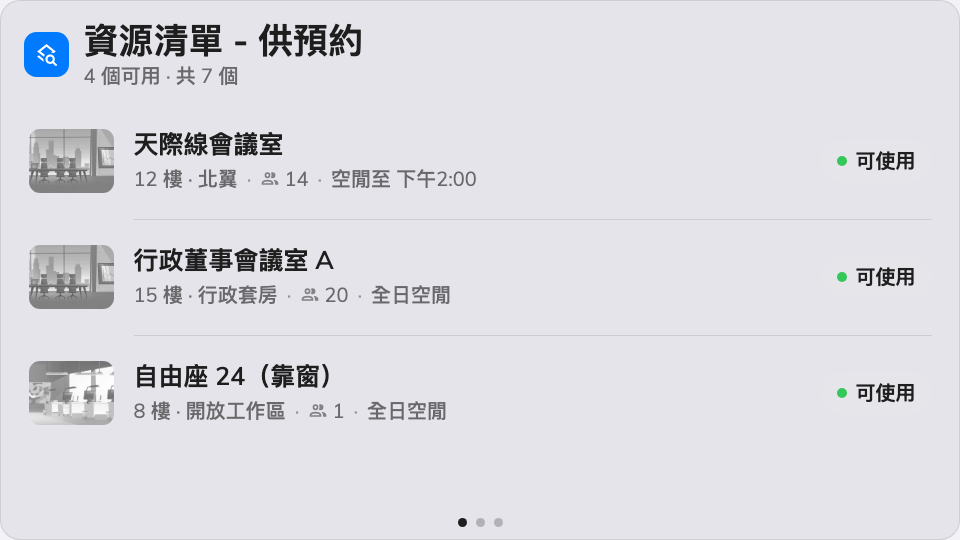 資源清單 - 供預約
4 個可用 · 共 7 個
天際線會議室
12 樓 · 北翼 · 14 · 空閒至 下午2:00
可使用
行政董事會議室 A
15 樓 · 行政套房 · 20 · 全日空閒
可使用
自由座 24（靠窗）
8 樓 · 開放工作區 · 1 · 全日空閒
可使用